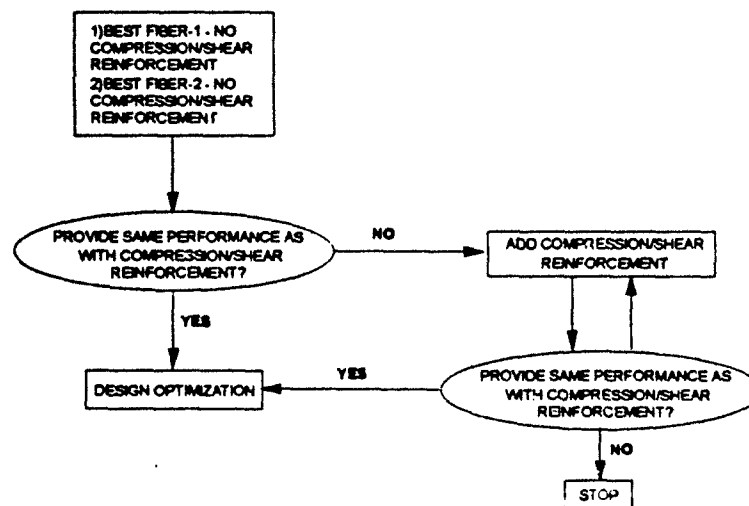 1)BEST FIBER-1 - NO
COMPRESSION/SHEAR
REINFORCEMENT
2)BEST FIBER-2 - NO
COMPRESSION/SHEAR
REINFORCEMENT
PROVIDE SAME PERFORMANCE AS
WITH COMPRESSION/SHEAR
REINFORCEMENT?
NO
ADD COMPRESSION/SHEAR
REINFORCEMENT
YES
DESIGN OPTIMIZATION
YES
PROVIDE SAME PERFORMANCE AS
WITH COMPRESSION/SHEAR
REINFORCEMENT?
NO
STOP